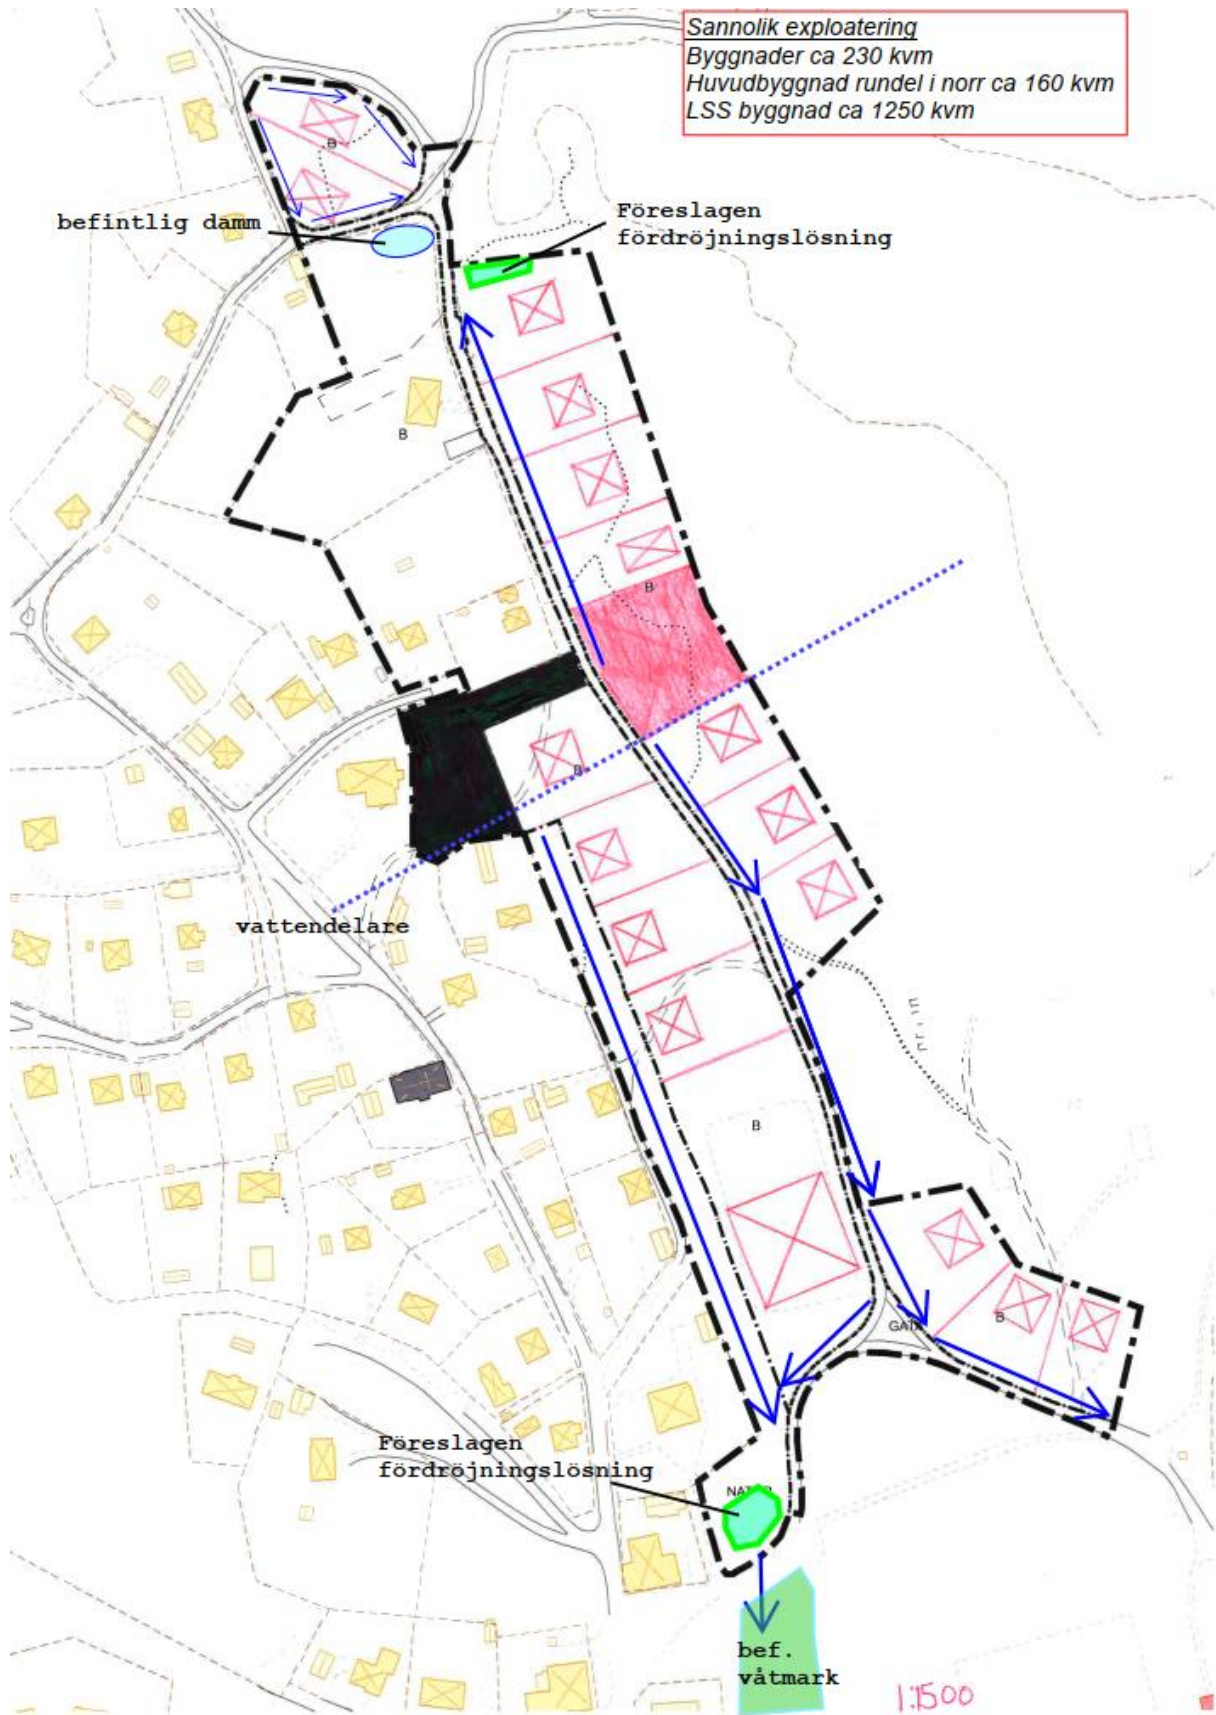 Sannolik exploatering
Byggnader ca 230 kvm
Huvudbyggnad rundel i norr ca 160 kvm
LSS byggnad ca 1250 kvm
B
Föreslagen
fördröjningslösning
befintlig damm
B
B
B
vattendelare
B
GATA
B
Föreslagen
fördröjningslösning
bef.
våtmark
1:1500